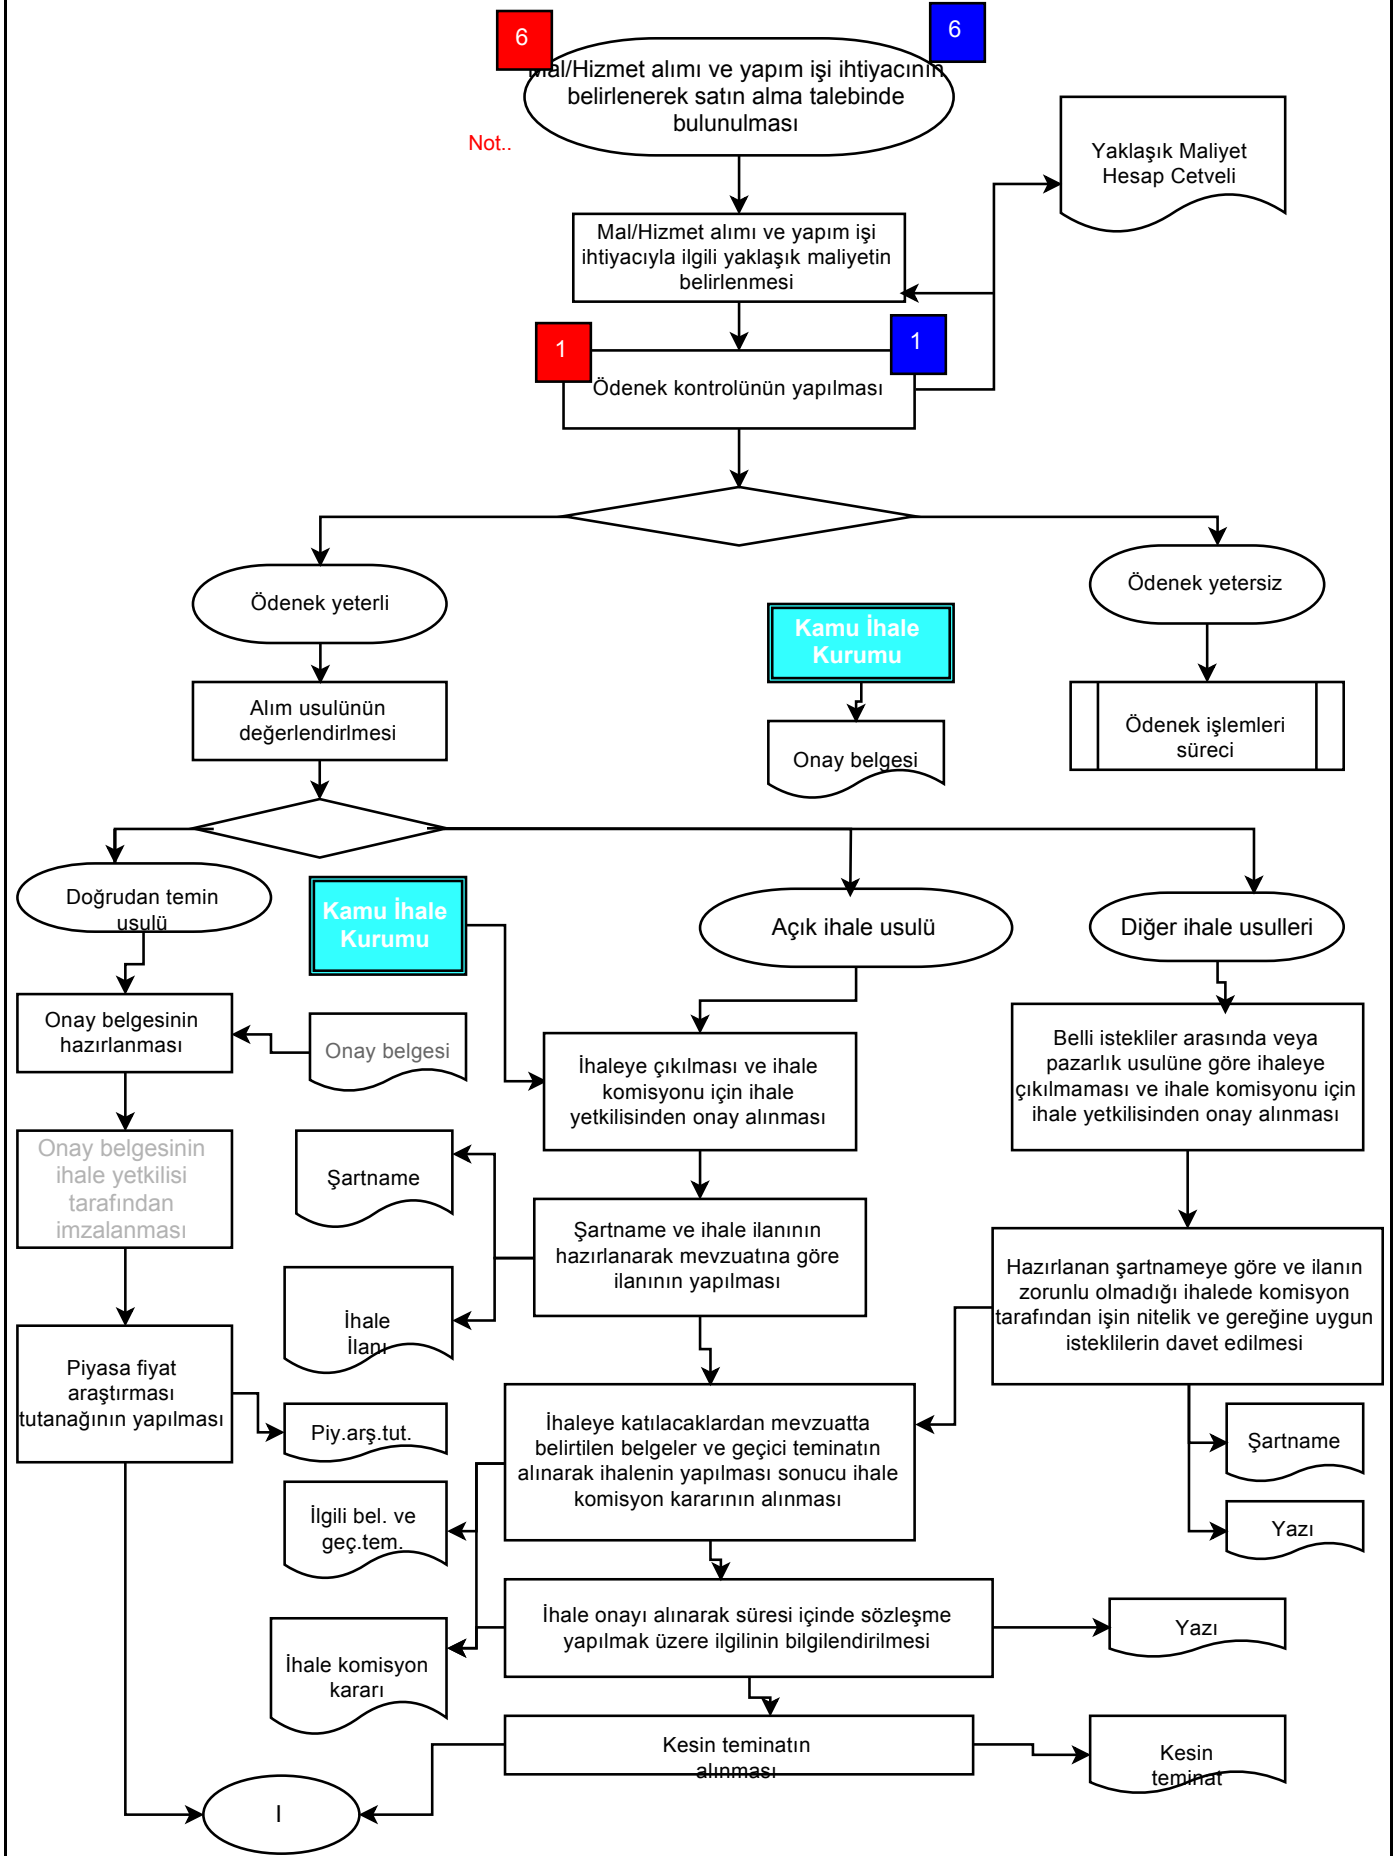 6
6
Mal/Hizmet alımı ve yapım işi ihtiyacının
belirlenerek satın alma talebinde
bulunulması
Not..
Yaklaşık Maliyet
Hesap Cetveli
Mal/Hizmet alımı ve yapım işi
ihtiyacıyla ilgili yaklaşık maliyetin
belirlenmesi
1
1
Ödenek kontrolünün yapılması
Ödenek yeterli
Ödenek yetersiz
Kamu İhale
Kurumu
Alım usulünün
değerlendirlmesi
Ödenek işlemleri
süreci
Onay belgesi
Doğrudan temin
usulü
Kamu İhale
Kurumu
Açık ihale usulü
Diğer ihale usulleri
Onay belgesinin
hazırlanması
Onay belgesi
İhaleye çıkılması ve ihale
komisyonu için ihale
yetkilisinden onay alınması
Belli istekliler arasında veya
pazarlık usulüne göre ihaleye
çıkılmaması ve ihale komisyonu için
ihale yetkilisinden onay alınması
Onay belgesinin
ihale yetkilisi
tarafından
imzalanması
Şartname
Şartname ve ihale ilanının
hazırlanarak mevzuatına göre
ilanının yapılması
Hazırlanan şartnameye göre ve ilanın
zorunlu olmadığı ihalede komisyon
tarafından işin nitelik ve gereğine uygun
isteklilerin davet edilmesi
İhale
İlanı
Piyasa fiyat
araştırması
tutanağının yapılması
Piy.arş.tut.
İhaleye katılacaklardan mevzuatta
belirtilen belgeler ve geçici teminatın
alınarak ihalenin yapılması sonucu ihale
komisyon kararının alınması
Şartname
İlgili bel. ve
geç.tem.
Yazı
İhale onayı alınarak süresi içinde sözleşme
yapılmak üzere ilgilinin bilgilendirilmesi
Yazı
İhale komisyon
kararı
Kesin teminatın
alınması
Kesin
teminat
I